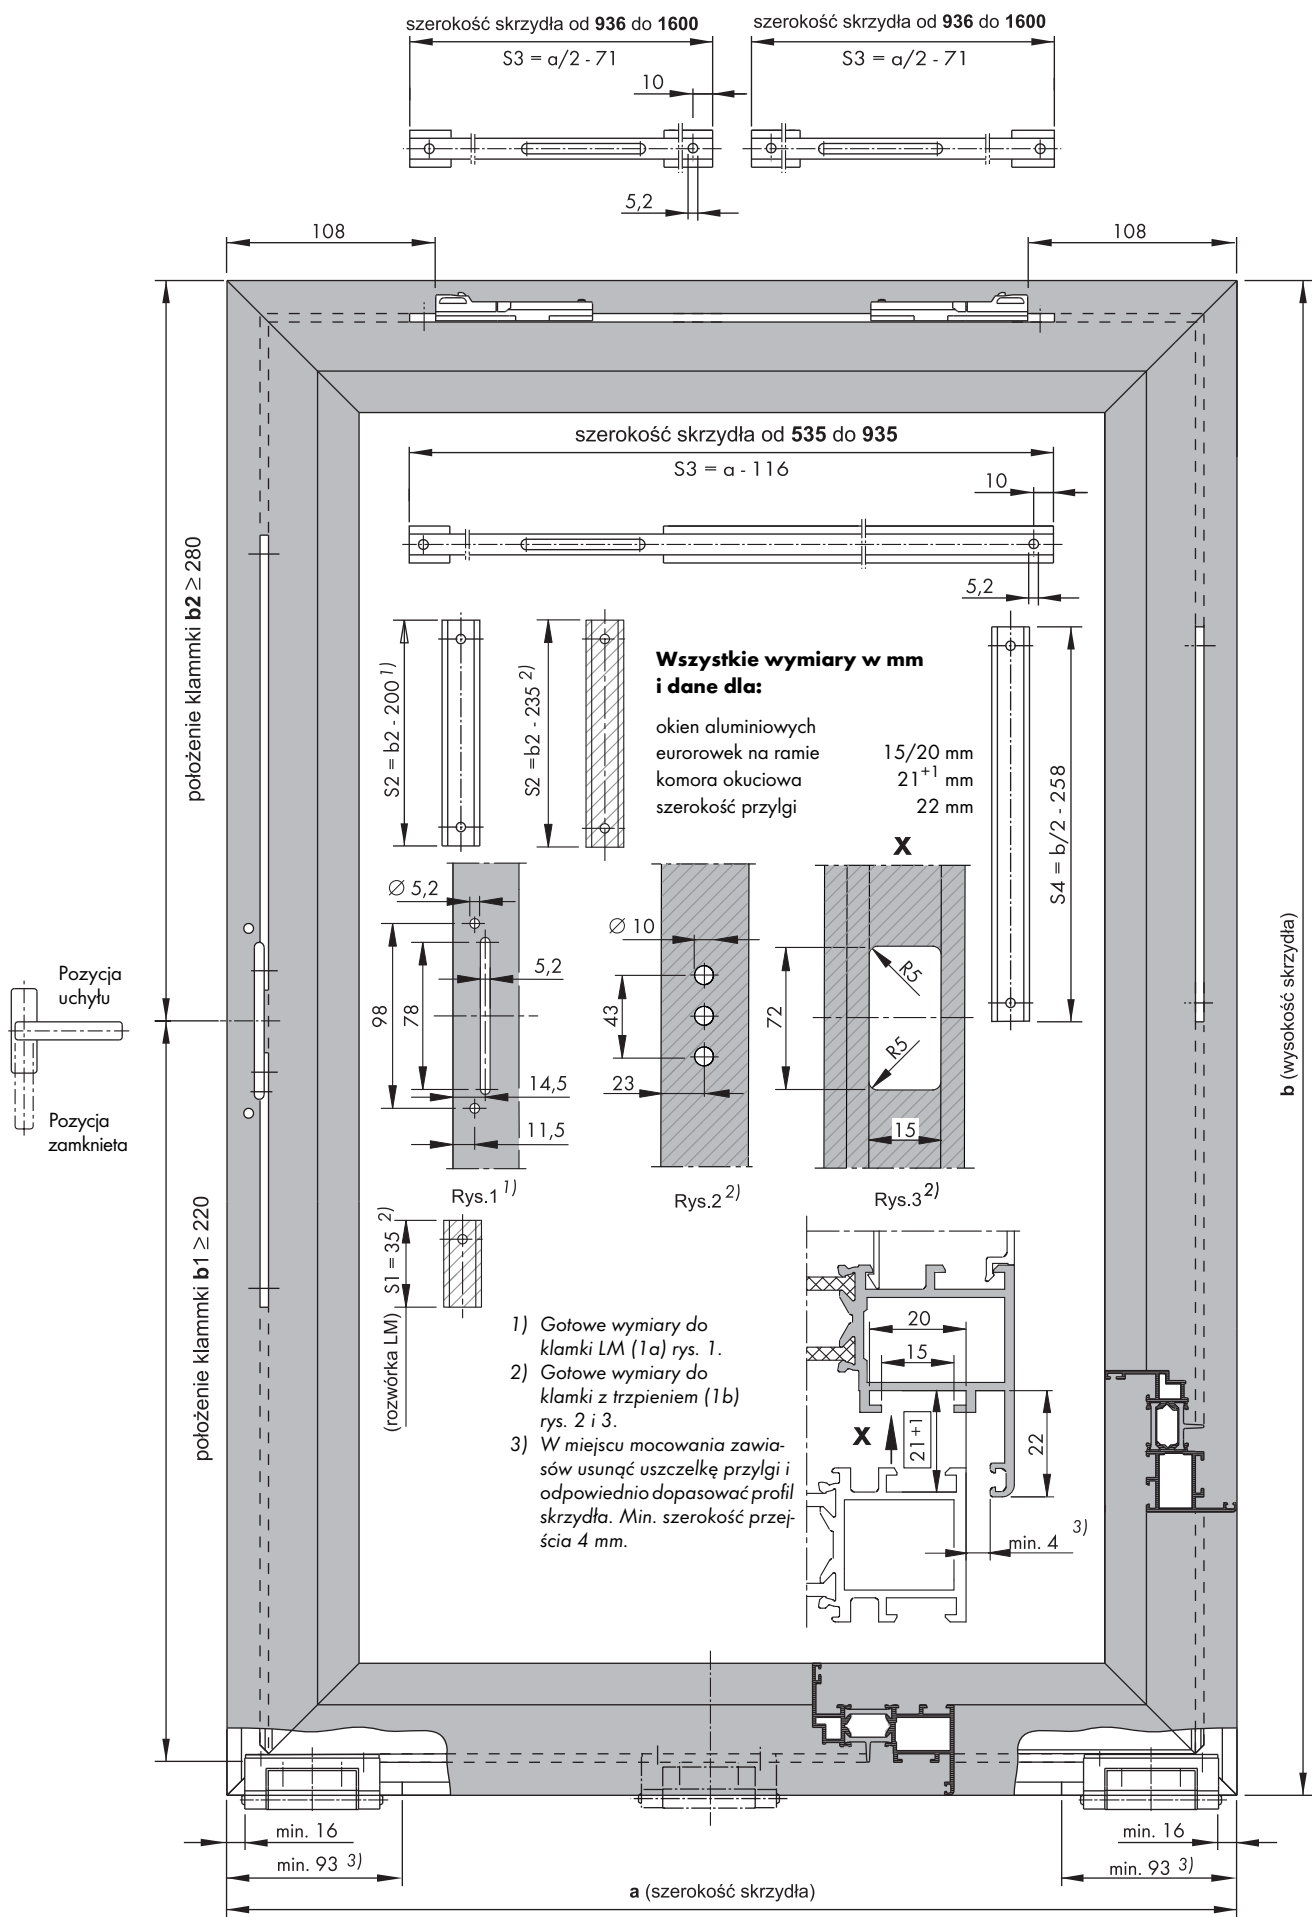 szerokość skrzydła od 936 do 1600
szerokość skrzydła od 936 do 1600
S3 = a/2 - 71
S3 = a/2 - 71
10
5,2
108
108
szerokość skrzydła od 535 do 935
S3 = a - 116
10
5,2
położenie klammki b2 ≥ 280
S2 = b2 - 200 1)
S2 = b2 - 235 2)
Wszystkie wymiary w mm
i dane dla:
okien aluminiowych
eurorowek na ramie 15/20 mm
komora okuciowa 21+1 mm
szerokość przylgi 22 mm
S4 = b/2 - 258
X
Ø 5,2
98
78
5,2
14,5
11,5
Rys.1 1)
Ø 10
43
23
Rys.2 2)
72
R5
R5
15
Rys.3 2)
b (wysokość skrzydła)
Pozycja
uchyłu
Pozycja
zamknieta
położenie klammki b1 ≥ 220
(rozwórka LM) S1 = 35 2)
1) Gotowe wymiary do
klamki LM (1a) rys. 1.
2) Gotowe wymiary do
klamki z trzpieniem (1b)
rys. 2 i 3.
3) W miejscu mocowania zawia-
sów usunąć uszczelkę przylgi i
odpowiednio dopasować profil
skrzydła. Min. szerokość przej-
ścia 4 mm.
20
15
X
21+1
22
min. 4 3)
min. 16
min. 16
min. 93 3)
min. 93 3)
a (szerokość skrzydła)